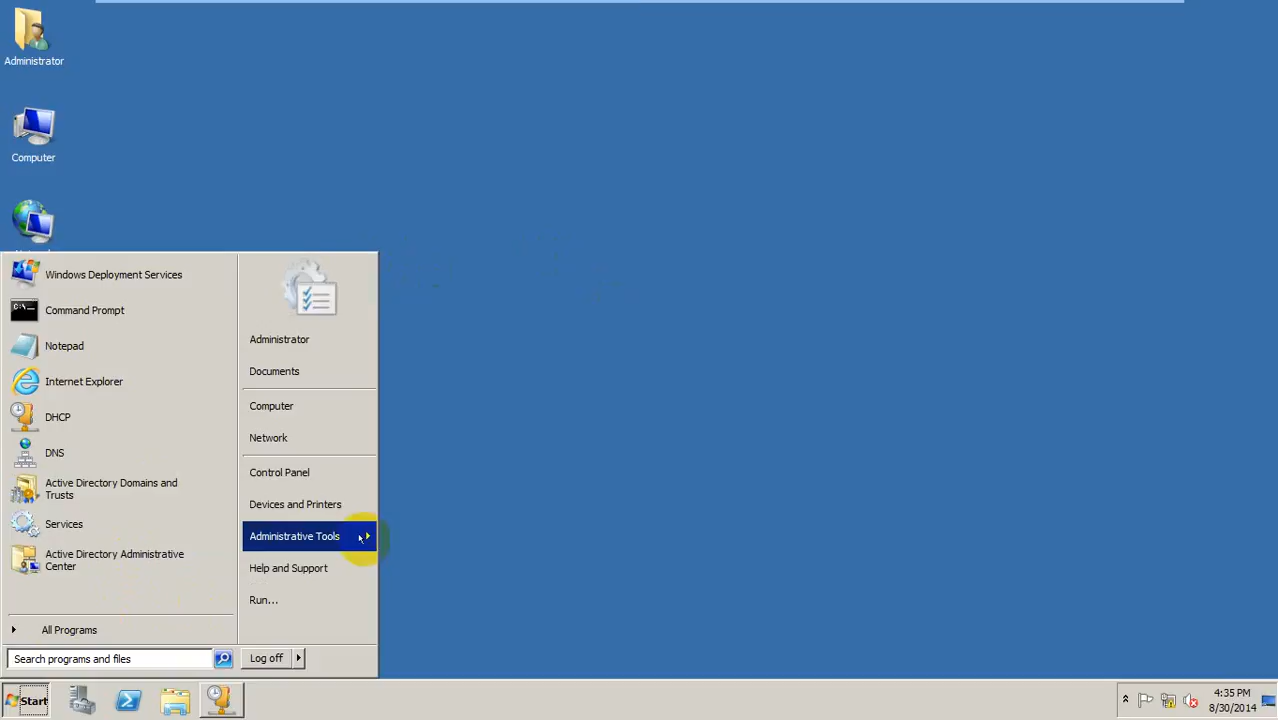 Administrator
Computer
Windows Deployment Services
Command Prompt
Notepad
Internet Explorer
DHCP
DNS
Active Directory Domains and
Trusts
Services
Active Directory Administrative
Center
All Programs
Search programs and files
Administrator
Documents
Computer
Network
Control Panel
Devices and Printers
Administrative Tools
Help and Support
Run...
Log off
Start
4:35 PM
8/30/2014